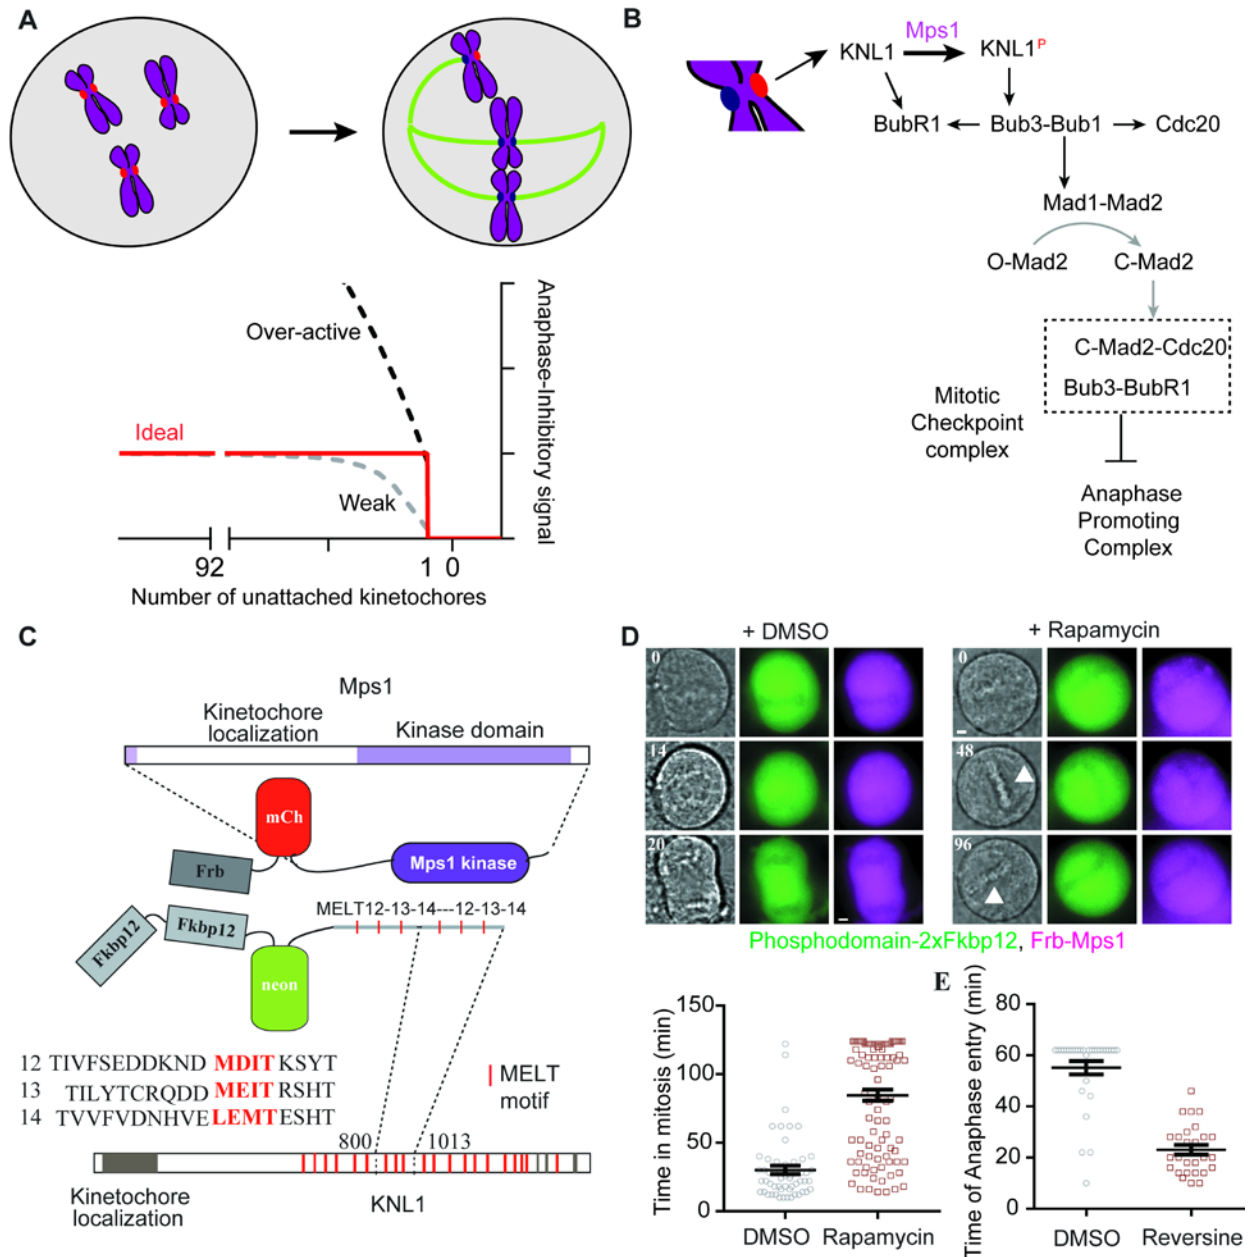 A
Over-active
Ideal
Weak
92
1 0
Number of unattached kinetochores
Anaphase-Inhibitory signal
B
Mps1
KNL1
KNL1P
BubR1
Bub3-Bub1
Cdc20
Mad1-Mad2
O-Mad2
C-Mad2
C-Mad2-Cdc20
Bub3-BubR1
Mitotic
Checkpoint
complex
Anaphase
Promoting
Complex
C
Mps1
Kinetochore
localization
Kinase domain
mCh
Frb
Mps1 kinase
MELT12-13-14----12-13-14
Fkbp12
Fkbp12
neon
12 TIVFSEDDKND MDIT KSYT
13 TILYTCRQDD MEIT RSHT
14 TVVFVDNHVE LEMT ESHT
MELT
motif
800
1013
Kinetochore
localization
KNL1
D
+ DMSO
+ Rapamycin
0
0
14
48
20
96
Phosphodomain-2xFkbp12, Frb-Mps1
Time in mitosis (min)
150
100
50
0
DMSO
Rapamycin
E
Time of Anaphase entry (min)
80
60
40
20
0
DMSO
Reversine